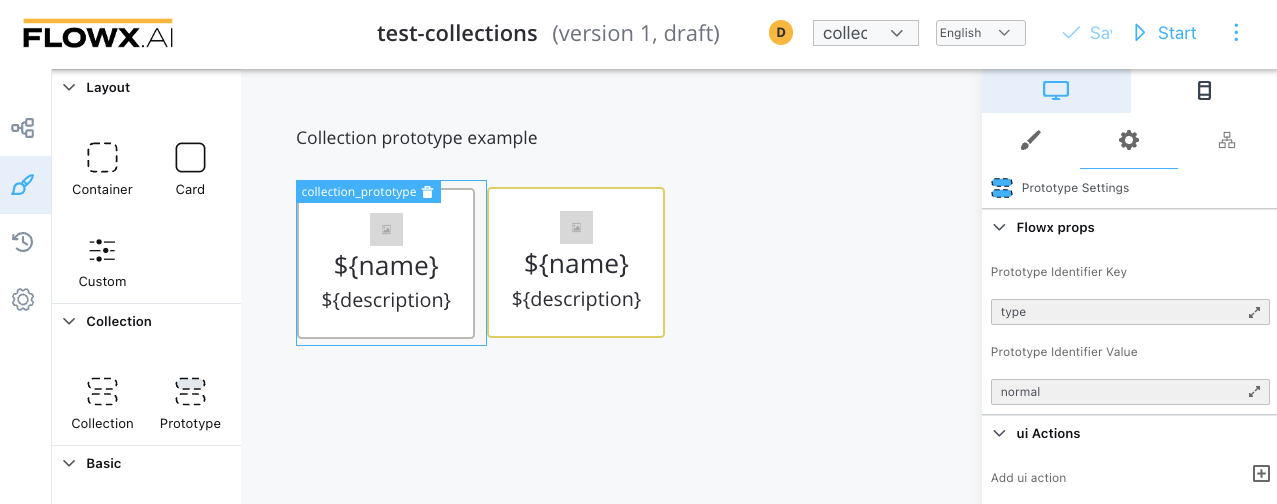 FLOWX.AI
test-collections (version 1, draft)
D
collec
English
Sav
Start
Layout
Container
Card
Custom
Collection
Collection
Prototype
Basic
Collection prototype example
collection_prototype
${name}
${description}
${name}
${description}
Prototype Settings
Flowx props
Prototype Identifier Key
type
Prototype Identifier Value
normal
ui Actions
Add ui action